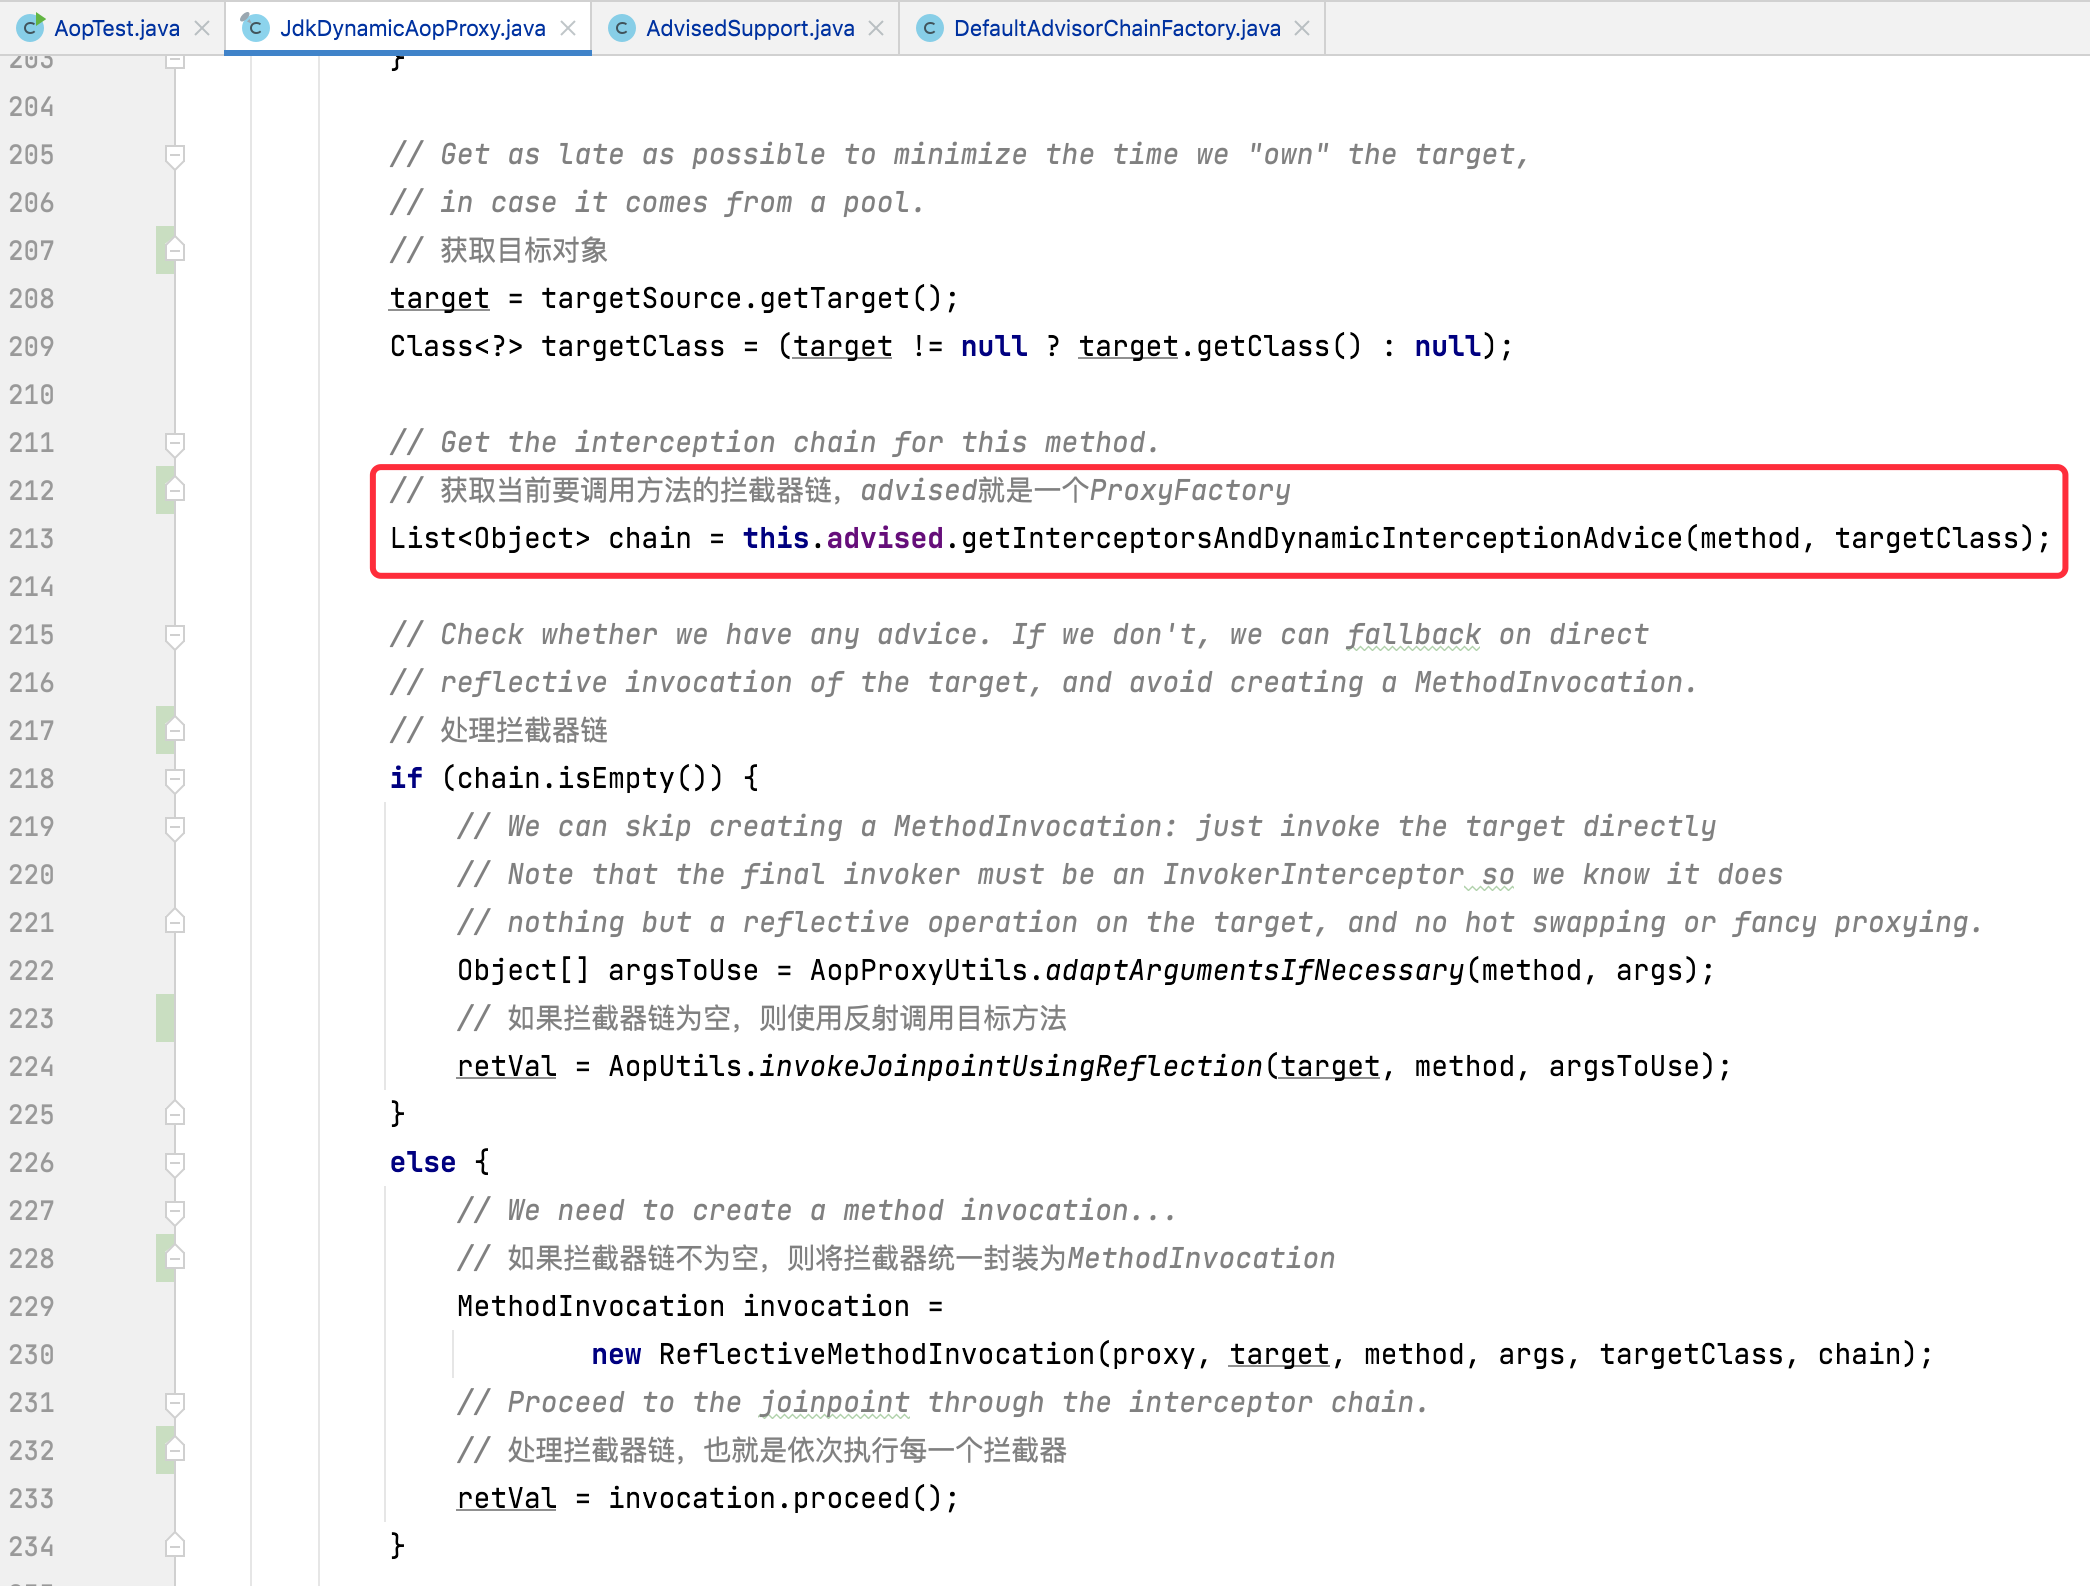 AopTest.java JdkDynamicAopProxy.java AdvisedSupport.java DefaultAdvisorChainFactory.java
203 }
204
205 // Get as late as possible to minimize the time we "own" the target,
206 // in case it comes from a pool.
207 // 获取目标对象
208 target = targetSource.getTarget();
209 Class<?> targetClass = (target != null ? target.getClass() : null);
210
211 // Get the interception chain for this method.
212 // 获取当前要调用方法的拦截器链，advised就是一个ProxyFactory
213 List<Object> chain = this.advised.getInterceptorsAndDynamicInterceptionAdvice(method, targetClass);
214
215 // Check whether we have any advice. If we don't, we can fallback on direct
216 // reflective invocation of the target, and avoid creating a MethodInvocation.
217 // 处理拦截器链
218 if (chain.isEmpty()) {
219 // We can skip creating a MethodInvocation: just invoke the target directly
220 // Note that the final invoker must be an InvokerInterceptor so we know it does
221 // nothing but a reflective operation on the target, and no hot swapping or fancy proxying.
222 Object[] argsToUse = AopProxyUtils.adaptArgumentsIfNecessary(method, args);
223 // 如果拦截器链为空，则使用反射调用目标方法
224 retVal = AopUtils.invokeJoinpointUsingReflection(target, method, argsToUse);
225 }
226 else {
227 // We need to create a method invocation...
228 // 如果拦截器链不为空，则将拦截器统一封装为MethodInvocation
229 MethodInvocation invocation =
230 new ReflectiveMethodInvocation(proxy, target, method, args, targetClass, chain);
231 // Proceed to the joinpoint through the interceptor chain.
232 // 处理拦截器链，也就是依次执行每一个拦截器
233 retVal = invocation.proceed();
234 }